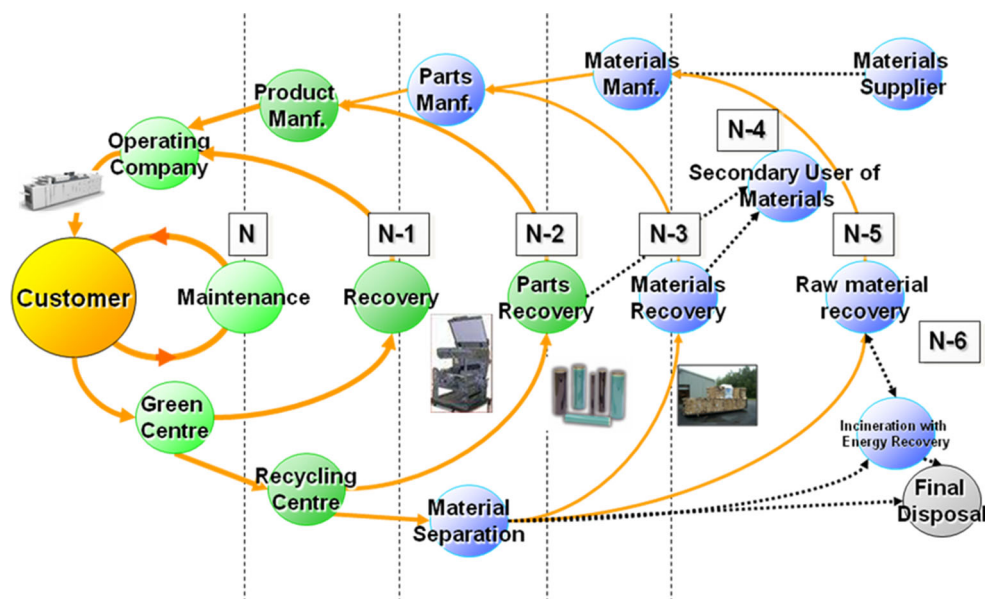 Materials
Manf.
Materials
Supplier
Parts
Manf.
Product
Manf.
Operating
Company
N-4
Secondary User of
Materials
N
N-1
N-2
N-3
N-5
Customer
Maintenance
Recovery
Parts
Recovery
Materials
Recovery
Raw material
recovery
N-6
Green
Centre
Incineration with
Energy Recovery
Recycling
Centre
Material
Separation
Final
Disposal